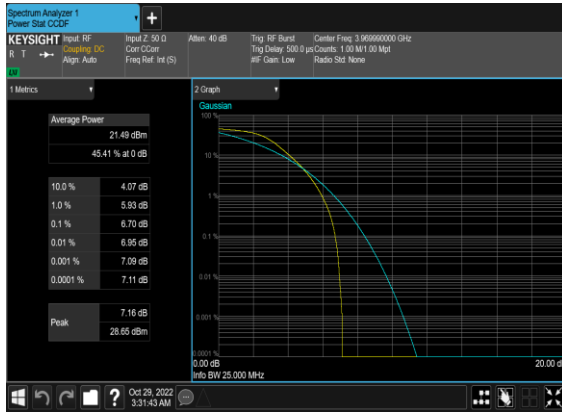 Spectrum Analyzer 1
Power Stat CCDF
+
KEYSIGHT
R T
LXI
Input: RF
Coupling: DC
Align: Auto
Input Z: 50 Ω
Corr CCorr
Freq Ref: Int (S)
Atten: 40 dB
Trig: RF Burst
Trig Delay: 500.0 µs
#IF Gain: Low
Center Freq: 3.969990000 GHz
Counts: 1.00 M/1.00 Mpt
Radio Std: None
1 Metrics
Average Power
21.49 dBm
45.41 % at 0 dB
10.0 % 4.07 dB
1.0 % 5.93 dB
0.1 % 6.70 dB
0.01 % 6.95 dB
0.001 % 7.09 dB
0.0001 % 7.11 dB
Peak
7.16 dB
28.65 dBm
2 Graph
Gaussian
100 %
10 %
1 %
0.1 %
0.01 %
0.001 %
0.0001 %
0.00 dB
20.00 d
Info BW 25.000 MHz
?
Oct 29, 2022
3:31:43 AM